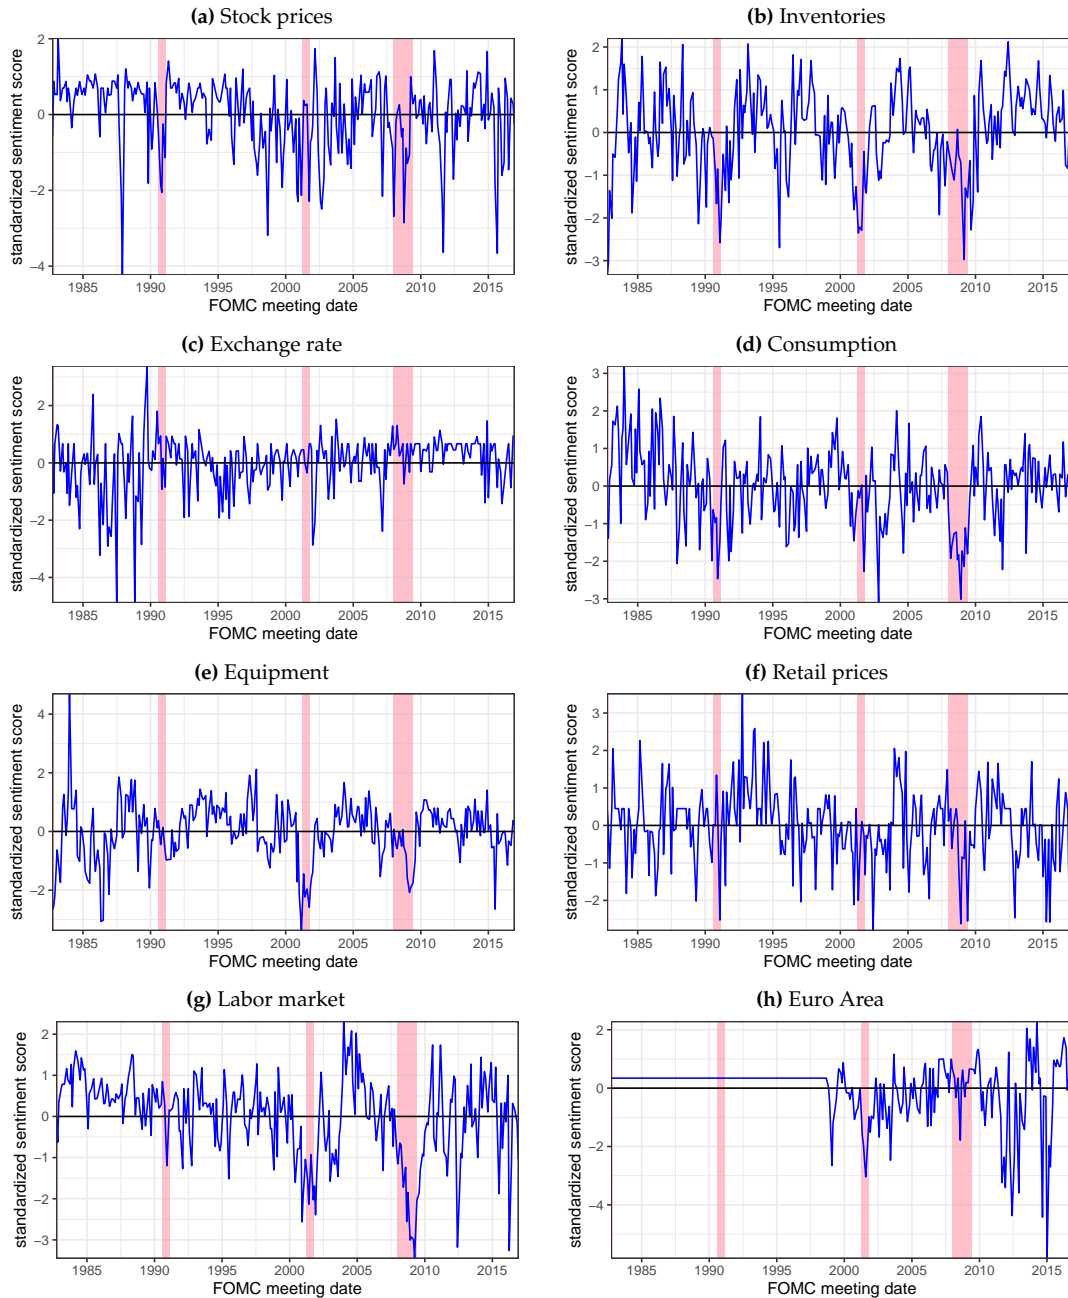 (a) Stock prices
standardized sentiment score
2
0
−2
−4
1985 1990 1995 2000 2005 2010 2015
FOMC meeting date
(b) Inventories
standardized sentiment score
2
1
0
−1
−2
−3
1985 1990 1995 2000 2005 2010 2015
FOMC meeting date
(c) Exchange rate
standardized sentiment score
2
0
−2
−4
1985 1990 1995 2000 2005 2010 2015
FOMC meeting date
(d) Consumption
standardized sentiment score
3
2
1
0
−1
−2
−3
1985 1990 1995 2000 2005 2010 2015
FOMC meeting date
(e) Equipment
standardized sentiment score
4
2
0
−2
1985 1990 1995 2000 2005 2010 2015
FOMC meeting date
(f) Retail prices
standardized sentiment score
3
2
1
0
−1
−2
1985 1990 1995 2000 2005 2010 2015
FOMC meeting date
(g) Labor market
standardized sentiment score
2
1
0
−1
−2
−3
1985 1990 1995 2000 2005 2010 2015
FOMC meeting date
(h) Euro Area
standardized sentiment score
2
0
−2
−4
1985 1990 1995 2000 2005 2010 2015
FOMC meeting date